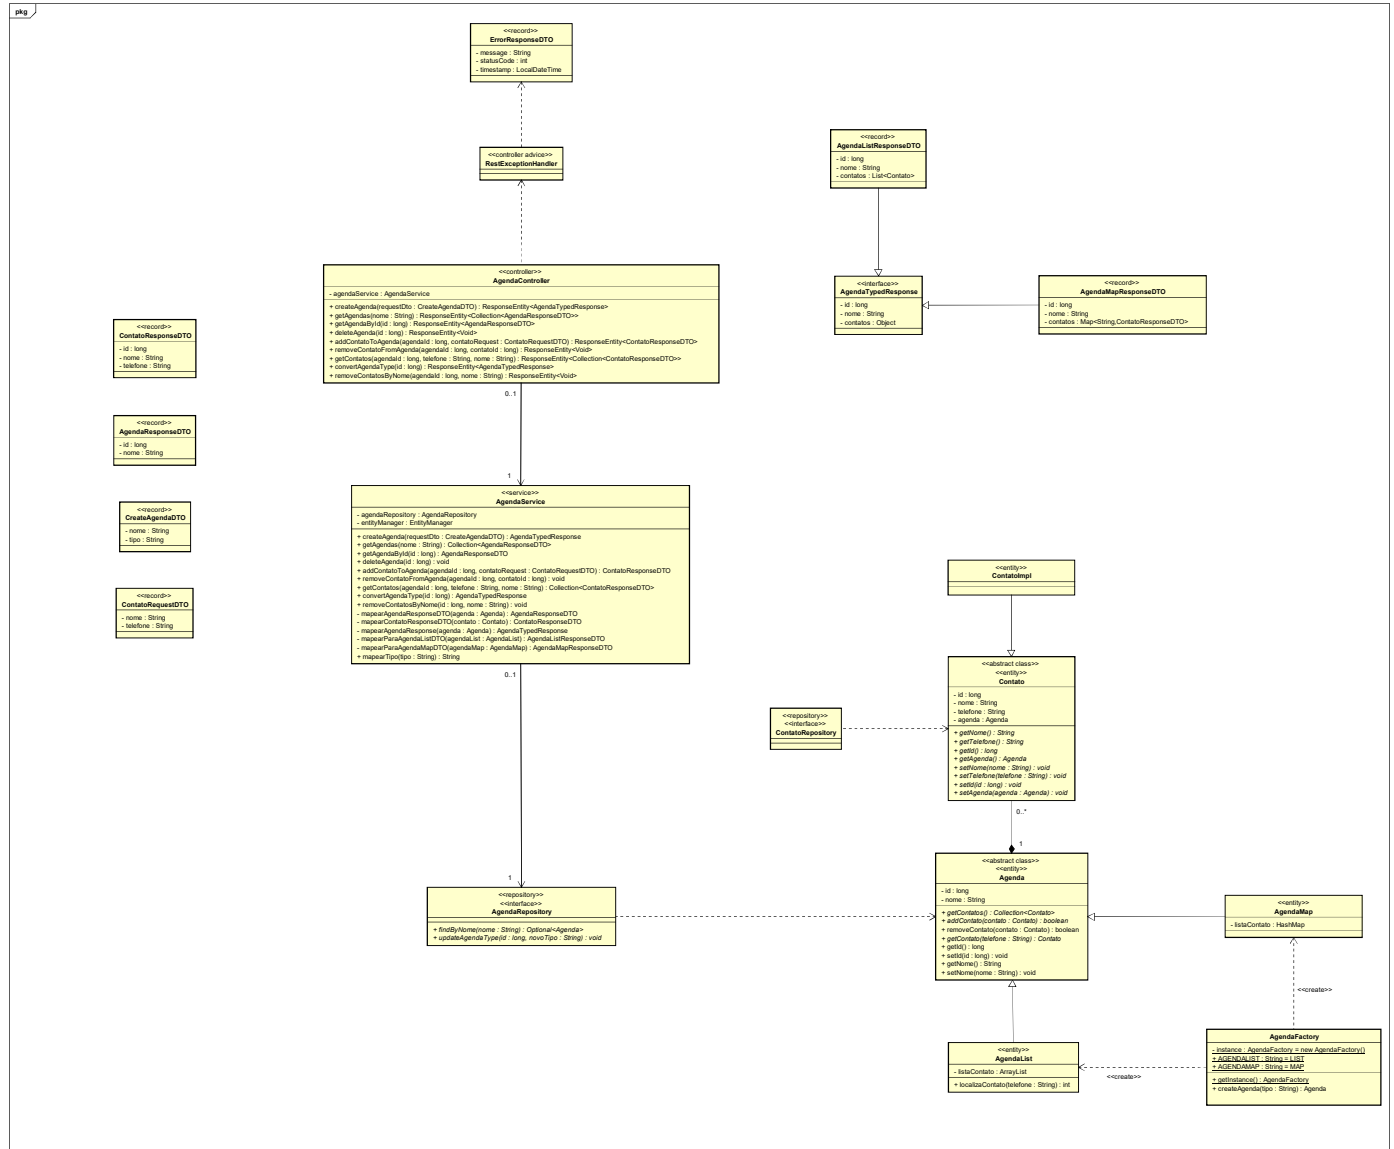 pkg
<<record>>
ErrorResponseDTO
- message : String
- statusCode : int
- timestamp : LocalDateTime
<<controller advice>>
RestExceptionHandler
<<record>>
AgendaListResponseDTO
- id : long
- nome : String
- contatos : List<Contato>
<<controller>>
AgendaController
- agendaService : AgendaService
+ createAgenda(requestDto : CreateAgendaDTO) : ResponseEntity<AgendaTypedResponse>
+ getAgendas(nome : String) : ResponseEntity<Collection<AgendaResponseDTO>>
+ getAgendaById(id : long) : ResponseEntity<AgendaResponseDTO>
+ deleteAgenda(id : long) : ResponseEntity<Void>
+ addContatoToAgenda(agendaId : long, contatoRequest : ContatoRequestDTO) : ResponseEntity<ContatoResponseDTO>
+ removeContatoFromAgenda(agendaId : long, contatoId : long) : ResponseEntity<Void>
+ getContatos(agendaId : long, telefone : String, nome : String) : ResponseEntity<Collection<ContatoResponseDTO>>
+ convertAgendaType(id : long) : ResponseEntity<AgendaTypedResponse>
+ removeContatosByNome(agendaId : long, nome : String) : ResponseEntity<Void>
<<interface>>
AgendaTypedResponse
- id : long
- nome : String
- contatos : Object
<<record>>
AgendaMapResponseDTO
- id : long
- nome : String
- contatos : Map<String,ContatoResponseDTO>
<<record>>
ContatoResponseDTO
- id : long
- nome : String
- telefone : String
0..1
1
<<record>>
AgendaResponseDTO
- id : long
- nome : String
<<record>>
CreateAgendaDTO
- nome : String
- tipo : String
<<record>>
ContatoRequestDTO
- nome : String
- telefone : String
<<service>>
AgendaService
- agendaRepository : AgendaRepository
- entityManager : EntityManager
+ createAgenda(requestDto : CreateAgendaDTO) : AgendaTypedResponse
+ getAgendas(nome : String) : Collection<AgendaResponseDTO>
+ getAgendaById(id : long) : AgendaResponseDTO
+ deleteAgenda(id : long) : void
+ addContatoToAgenda(agendaId : long, contatoRequest : ContatoRequestDTO) : ContatoResponseDTO
+ removeContatoFromAgenda(agendaId : long, contatoId : long) : void
+ getContatos(agendaId : long, telefone : String, nome : String) : Collection<ContatoResponseDTO>
+ convertAgendaType(id : long) : AgendaTypedResponse
+ removeContatosByNome(id : long, nome : String) : void
- mapearAgendaResponseDTO(agenda : Agenda) : AgendaResponseDTO
- mapearContatoResponseDTO(contato : Contato) : ContatoResponseDTO
- mapearAgendaResponse(agenda : Agenda) : AgendaTypedResponse
- mapearParaAgendaListDTO(agendaList : AgendaList) : AgendaListResponseDTO
- mapearParaAgendaMapDTO(agendaMap : AgendaMap) : AgendaMapResponseDTO
+ mapearTipo(tipo : String) : String
0..1
1
<<entity>>
ContatoImpl
<<abstract class>>
<<entity>>
Contato
- id : long
- nome : String
- telefone : String
- agenda : Agenda
+ getNome() : String
+ getTelefone() : String
+ getId() : long
+ getAgenda() : Agenda
+ setNome(nome : String) : void
+ setTelefone(telefone : String) : void
+ setId(id : long) : void
+ setAgenda(agenda : Agenda) : void
<<repository>>
<<interface>>
ContatoRepository
0..*
1
<<repository>>
<<interface>>
AgendaRepository
+ findByNome(nome : String) : Optional<Agenda>
+ updateAgendaType(id : long, novoTipo : String) : void
<<abstract class>>
<<entity>>
Agenda
- id : long
- nome : String
+ getContatos() : Collection<Contato>
+ addContato(contato : Contato) : boolean
+ removeContato(contato : Contato) : boolean
+ getContato(telefone : String) : Contato
+ getId() : long
+ setId(id : long) : void
+ getNome() : String
+ setNome(nome : String) : void
<<entity>>
AgendaMap
- listaContato : HashMap
<<create>>
<<entity>>
AgendaList
- listaContato : ArrayList
+ localizaContato(telefone : String) : int
<<create>>
AgendaFactory
- instance : AgendaFactory = new AgendaFactory()
+ AGENDALIST : String = LIST
+ AGENDAMAP : String = MAP
+ getInstance() : AgendaFactory
+ createAgenda(tipo : String) : Agenda